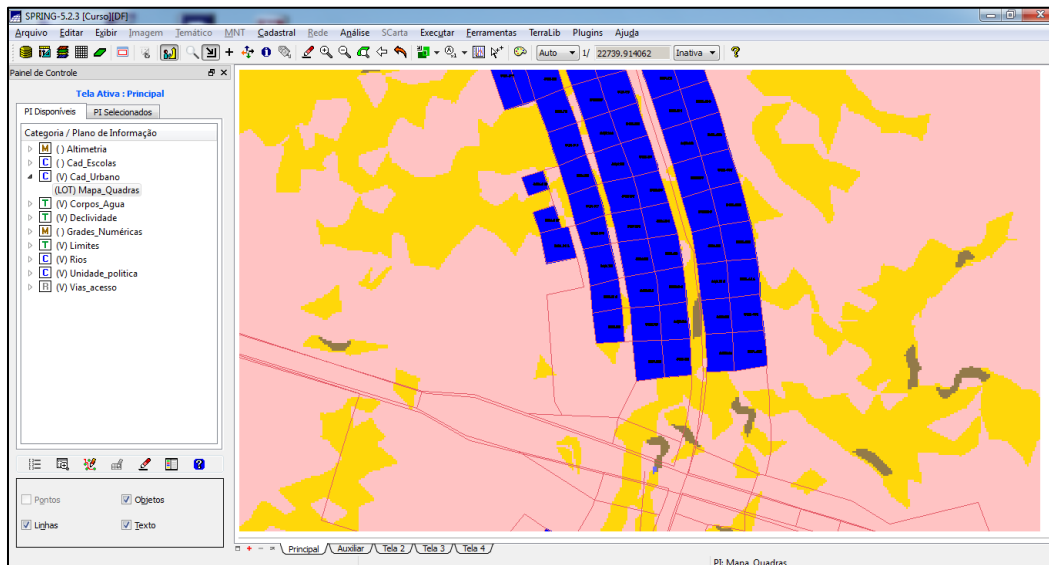 SPRING-5.2.3 [Curso][DF]
Arquivo Editar Exibir Imagem Temático MNT Cadastral Rede Análise SCarta Executar Ferramentas TerraLib Plugins Ajuda
Auto 1/ 22739.914062 Inativa
Painel de Controle
Tela Ativa : Principal
PI Disponíveis PI Selecionados
Categoria / Plano de Informação
M ( ) Altimetria
C ( ) Cad_Escolas
C (V) Cad_Urbano
(LOT) Mapa_Quadras
T (V) Corpos_Agua
T (V) Declividade
M ( ) Grades_Numéricas
T (V) Limites
C (V) Rios
C (V) Unidade_politica
R (V) Vias_acesso
Pontos Objetos
Linhas Texto
Principal Auxiliar Tela 2 Tela 3 Tela 4
PI: Mapa_Quadras